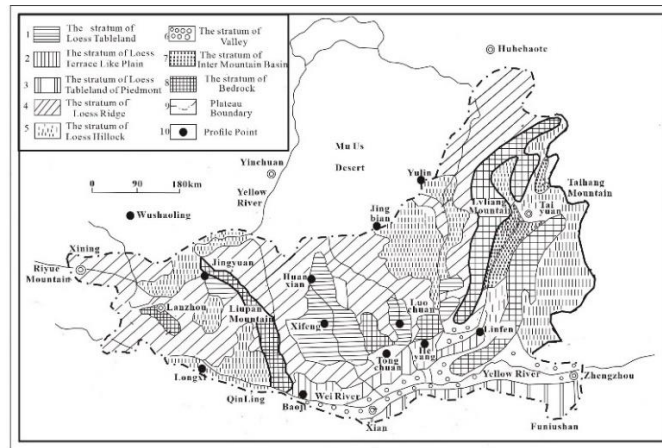 1 The stratum of
Loess Tableland
2 The stratum of Loess
Terrace Like Plain
3 The stratum of Loess
Tableland of Piedmont
4 The stratum of
Loess Ridge
5 The stratum of
Loess Hillock
6 The stratum of
Valley
7 The stratum of
Inter Mountain Basin
8 The stratum of
Bedrock
9 Plateau
Boundary
10 Profile Point
Huhehaote
Mu Us
Desert
Yinchuan
0 90 180km
Yellow
River
Wushaoling
Yulin
Lvliang
Mountain
Tai
yuan
Taihang
Mountain
Jing
bian
Xining
Riyue
Mountain
Jingyuan
Huan
xian
Lanzhou
Liupan
Mountain
Xifeng
Luo
chuan
Linfen
Tong
chuan
He
yang
Longxi
QinLing
Baoji
Wei River
Xian
Yellow River
Zhengzhou
Funiushan